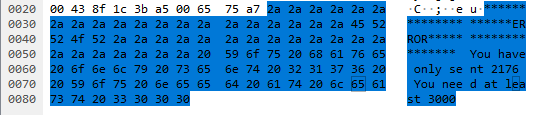 0020 00 43 8f 1c 3b a5 00 65 75 a7 2a 2a 2a 2a 2a 2a ·C··;··e u·******
0030 2a 2a 2a 2a 2a 2a 2a 2a 2a 2a 2a 2a 2a 2a 45 52 ******** ******ER
0040 52 4f 52 2a 2a 2a 2a 2a 2a 2a 2a 2a 2a 2a 2a 2a ROR***** ********
0050 2a 2a 2a 2a 2a 2a 2a 20 59 6f 75 20 68 61 76 65 ******* You have
0060 20 6f 6e 6c 79 20 73 65 6e 74 20 32 31 37 36 20 only se nt 2176
0070 20 59 6f 75 20 6e 65 65 64 20 61 74 20 6c 65 61 You nee d at lea
0080 73 74 20 33 30 30 30 st 3000